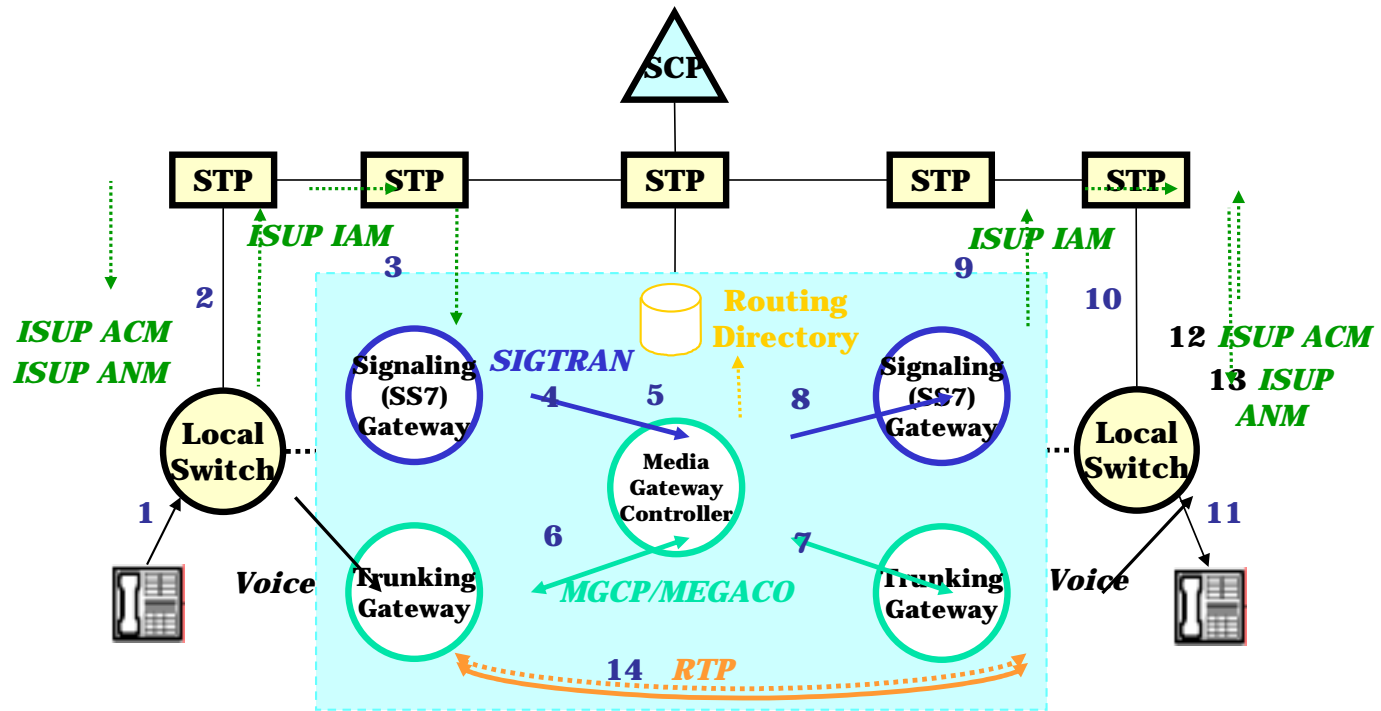 SCP
STP
STP
STP
STP
STP
ISUP IAM
ISUP IAM
3
9
2
10
Routing
Directory
ISUP ACM
ISUP ANM
12 ISUP ACM
13 ISUP
ANM
Signaling
(SS7)
Gateway
SIGTRAN
4
5
8
Signaling
(SS7)
Gateway
Local
Switch
Media
Gateway
Controller
Local
Switch
1
6
7
11
Voice
Trunking
Gateway
MGCP/MEGACO
Trunking
Gateway
Voice
14 RTP